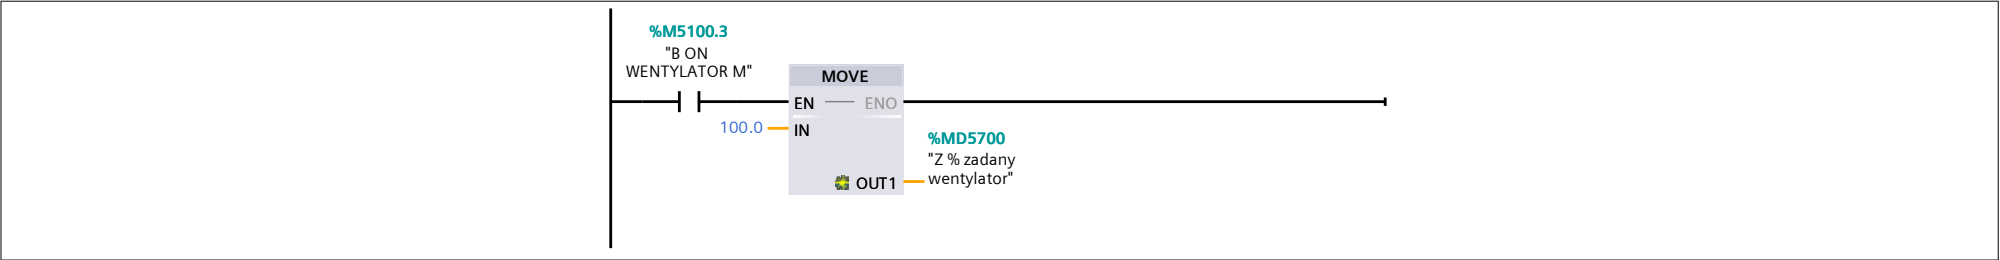 %M5100.3
"B ON
WENTYLATOR M"
MOVE
EN
ENO
100.0
IN
%MD5700
"Z % zadany
wentylator"
OUT1